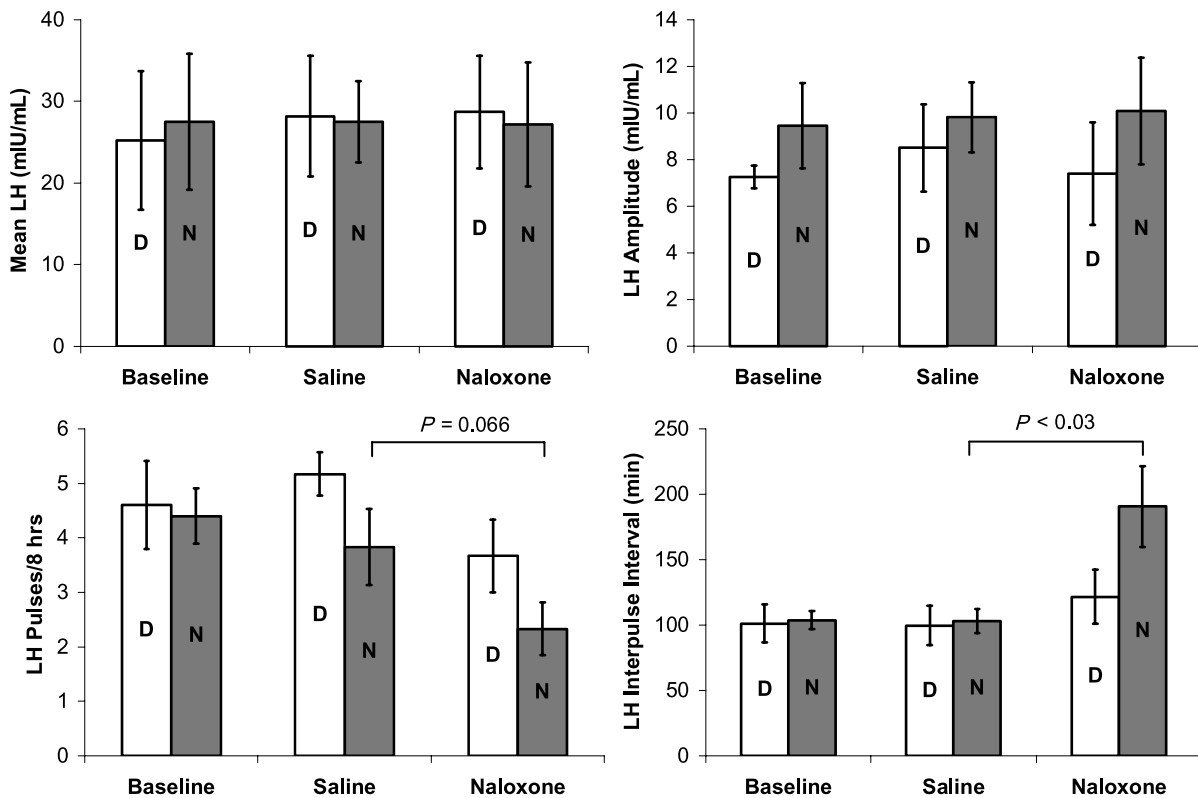 Mean LH (mIU/mL)
40
30
20
10
0
D
N
D
N
D
N
Baseline
Saline
Naloxone
LH Amplitude (mIU/mL)
14
12
10
8
6
4
2
0
D
N
D
N
D
N
Baseline
Saline
Naloxone
LH Pulses/8 hrs
6
5
4
3
2
1
0
P = 0.066
D
N
D
N
D
N
Baseline
Saline
Naloxone
LH Interpulse Interval (min)
250
200
150
100
50
0
P < 0.03
D
N
D
N
D
N
Baseline
Saline
Naloxone